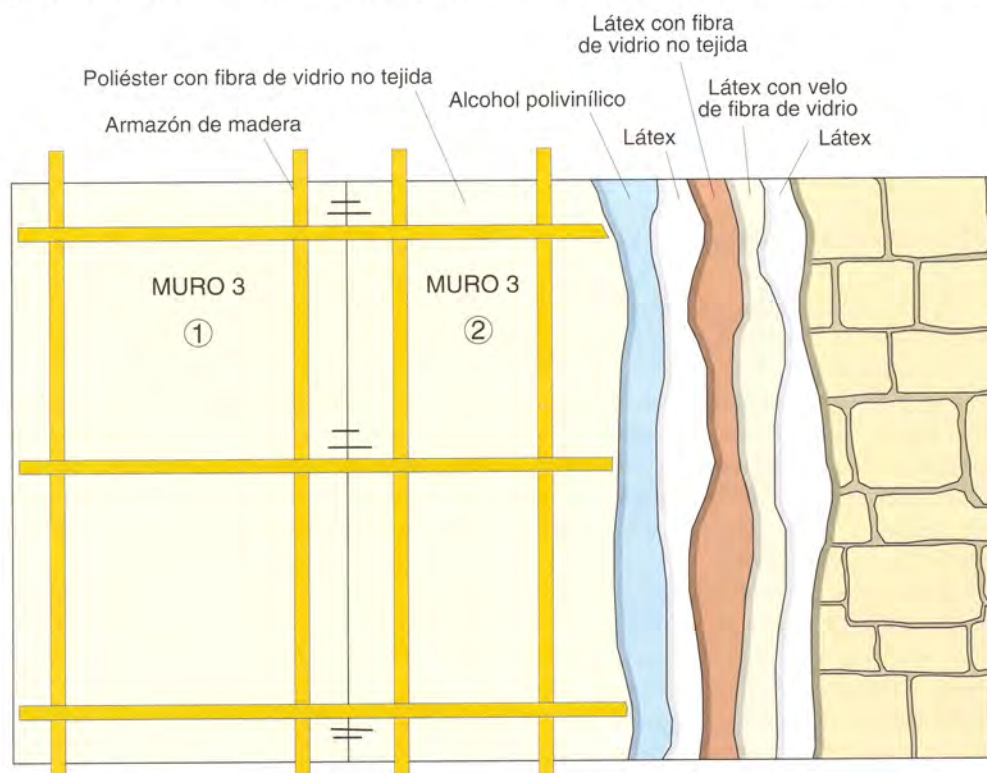 Látex con fibra
de vidrio no tejida
Poliéster con fibra de vidrio no tejida
Alcohol polivinílico
Látex con velo
de fibra de vidrio
Armazón de madera
Látex
Látex
MURO 3
①
MURO 3
②